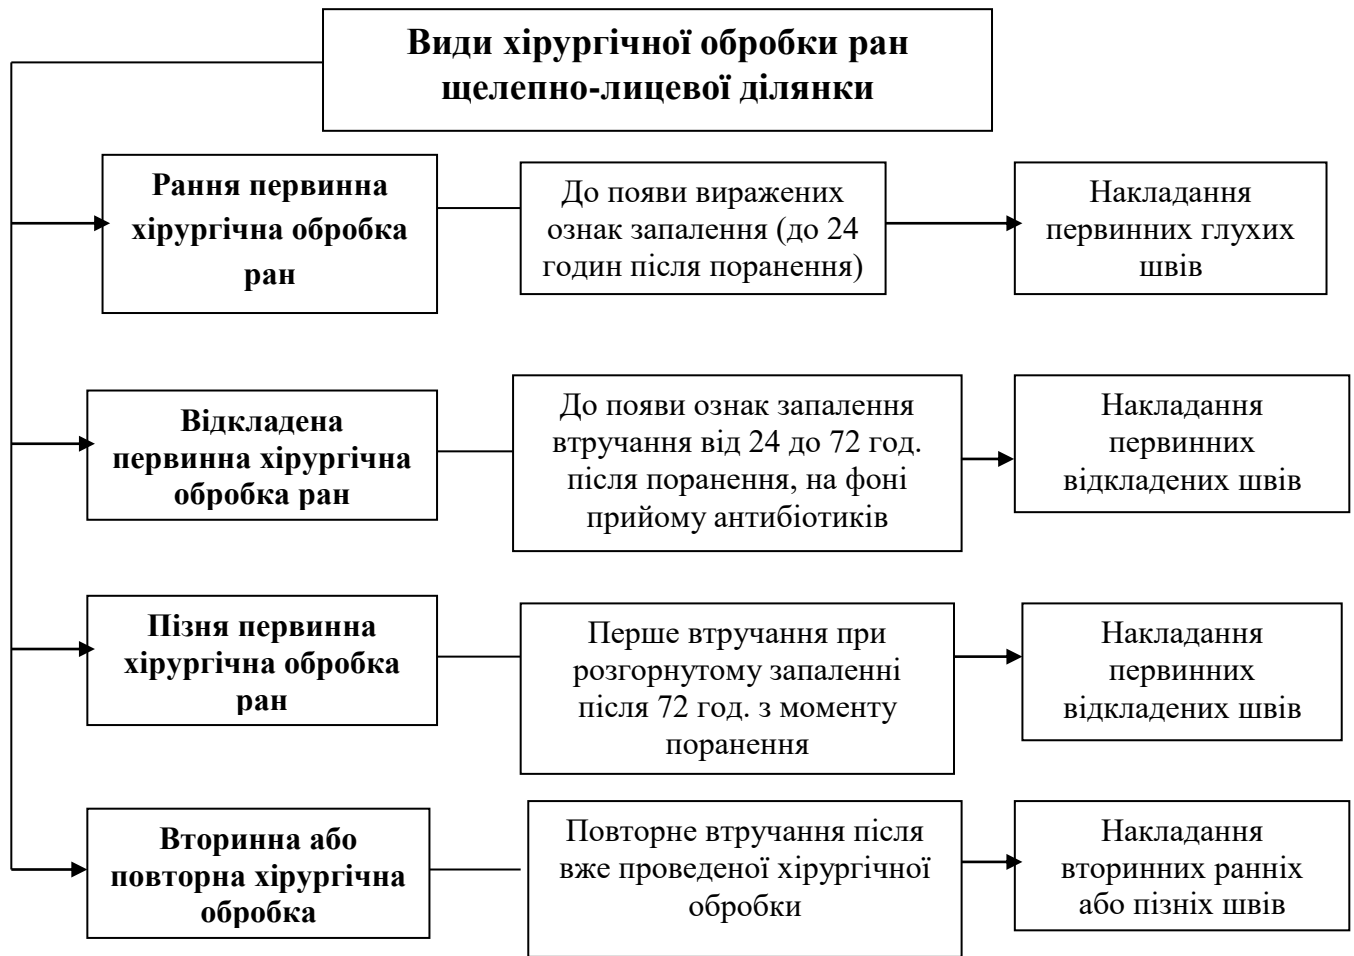 Види хірургічної обробки ран
щелепно-лицевої ділянки
Рання первинна
хірургічна обробка
ран
До появи виражених
ознак запалення (до 24
годин після поранення)
Накладання
первинних глухих
швів
Відкладена
первинна хірургічна
обробка ран
До появи ознак запалення
втручання від 24 до 72 год.
після поранення, на фоні
прийому антибіотиків
Накладання
первинних
відкладених швів
Пізня первинна
хірургічна обробка
ран
Перше втручання при
розгорнутому запаленні
після 72 год. з моменту
поранення
Накладання
первинних
відкладених швів
Вторинна або
повторна хірургічна
обробка
Повторне втручання після
вже проведеної хірургічної
обробки
Накладання
вторинних ранніх
або пізніх швів